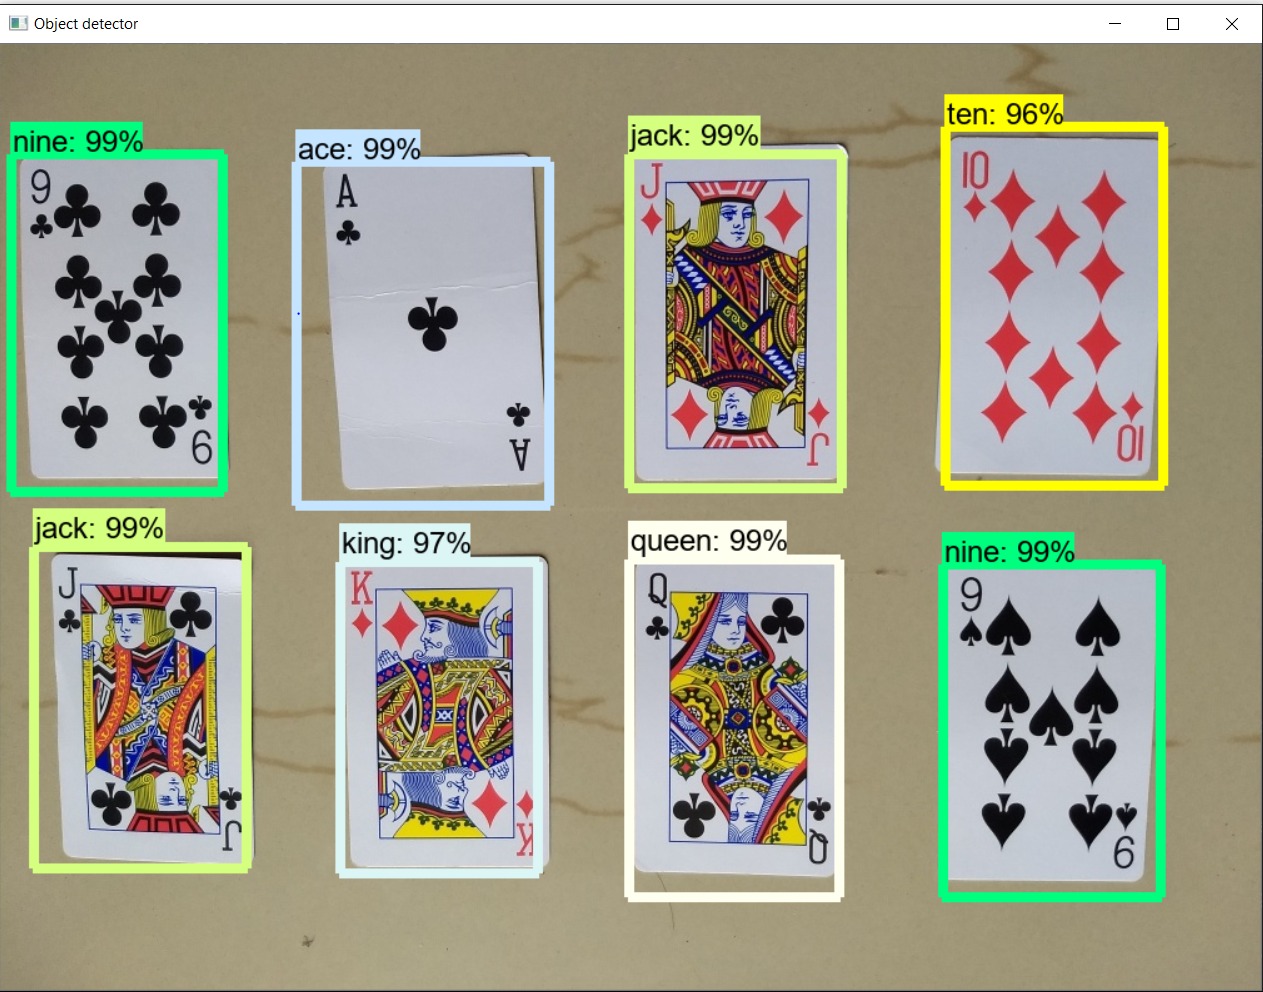 Object detector
nine: 99%
ace: 99%
jack: 99%
ten: 96%
9
A
J
10
9
A
J
10
jack: 99%
king: 97%
queen: 99%
nine: 99%
J
K
Q
9
J
K
Q
9